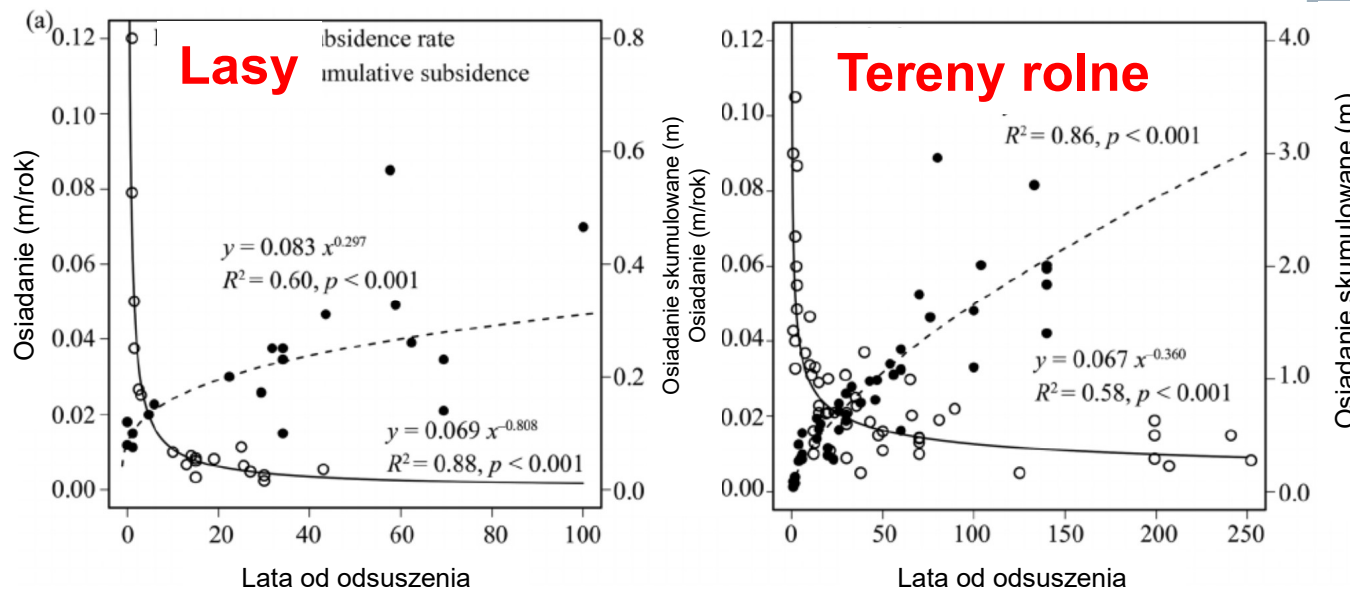 (a)
Lasy
bsidence rate
mulative subsidence
y = 0.083 x^0.297
R² = 0.60, p < 0.001
y = 0.069 x^−0.808
R² = 0.88, p < 0.001
Osiadanie (m/rok)
0.12
0.10
0.08
0.06
0.04
0.02
0.00
0.8
0.6
0.4
0.2
0.0
Osiadanie skumulowane (m)
0 20 40 60 80 100
Lata od odsuszenia
Tereny rolne
R² = 0.86, p < 0.001
y = 0.067 x^−0.360
R² = 0.58, p < 0.001
Osiadanie (m/rok)
0.12
0.10
0.08
0.06
0.04
0.02
0.00
4.0
3.0
2.0
1.0
0.0
Osiadanie skumulowane (m)
0 50 100 150 200 250
Lata od odsuszenia